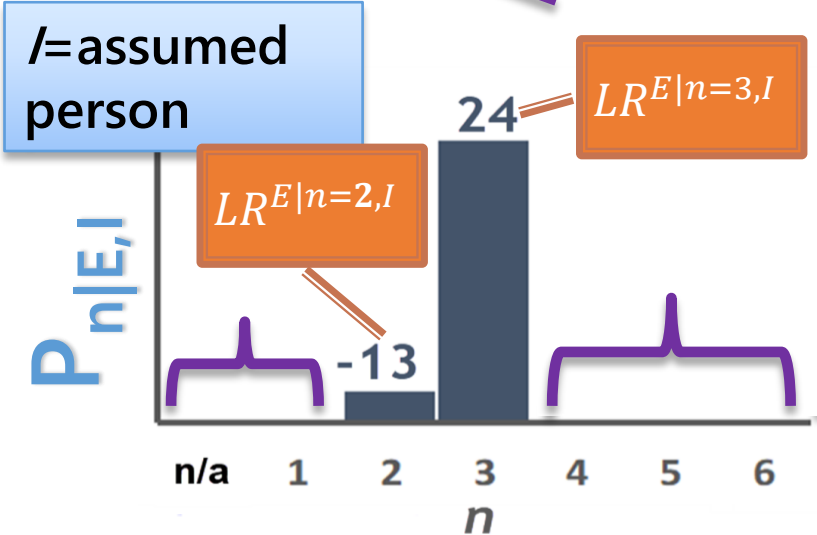 I=assumed
person
LR^{E|n=3,I}
24
LR^{E|n=2,I}
-13
P_{n|E,I}
n/a 1 2 3 4 5 6
n